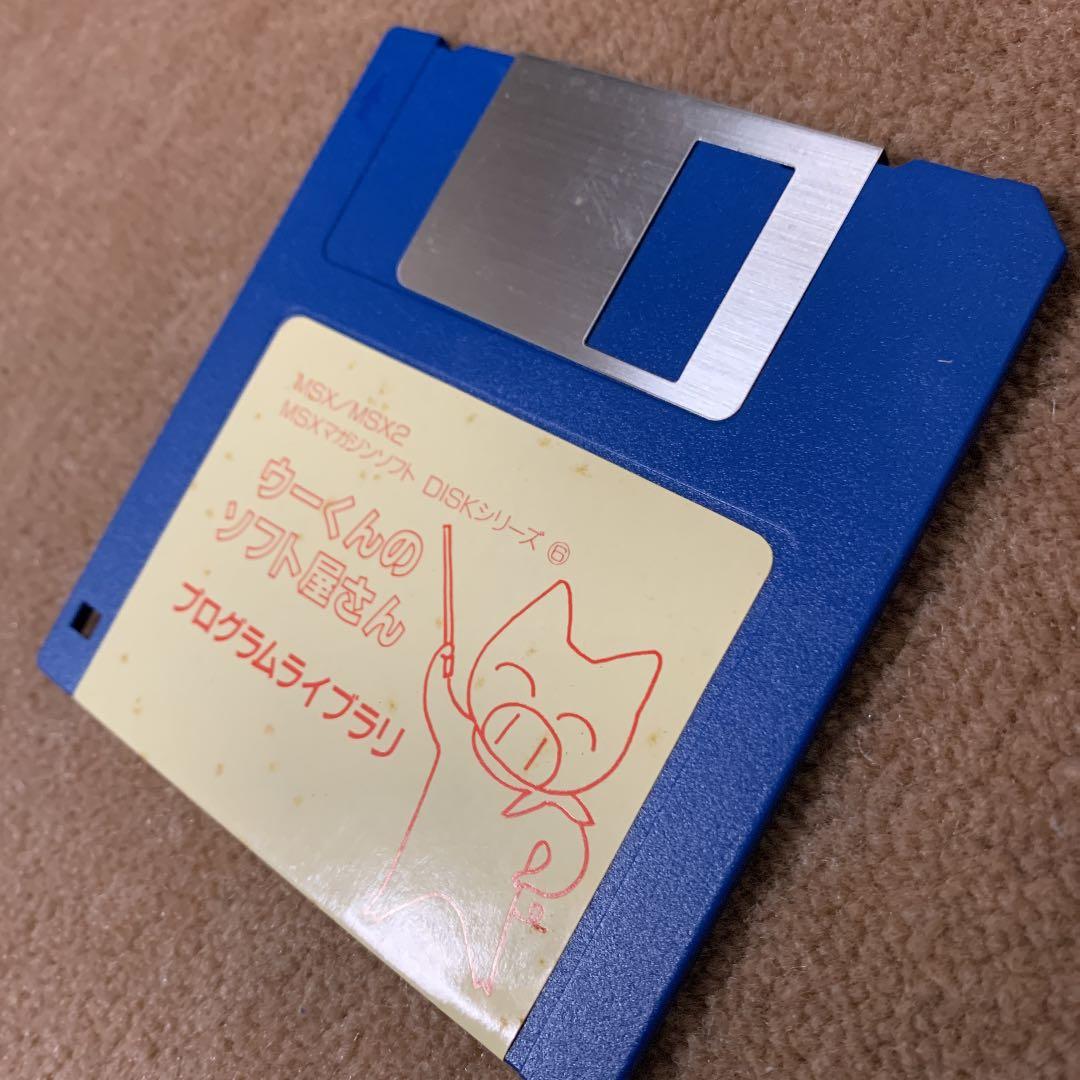 MSX/MSX2
MSXマガジンソフト DISKシリーズ ⑥
ウーくんの
ソフト屋さん
プログラムライブラリ